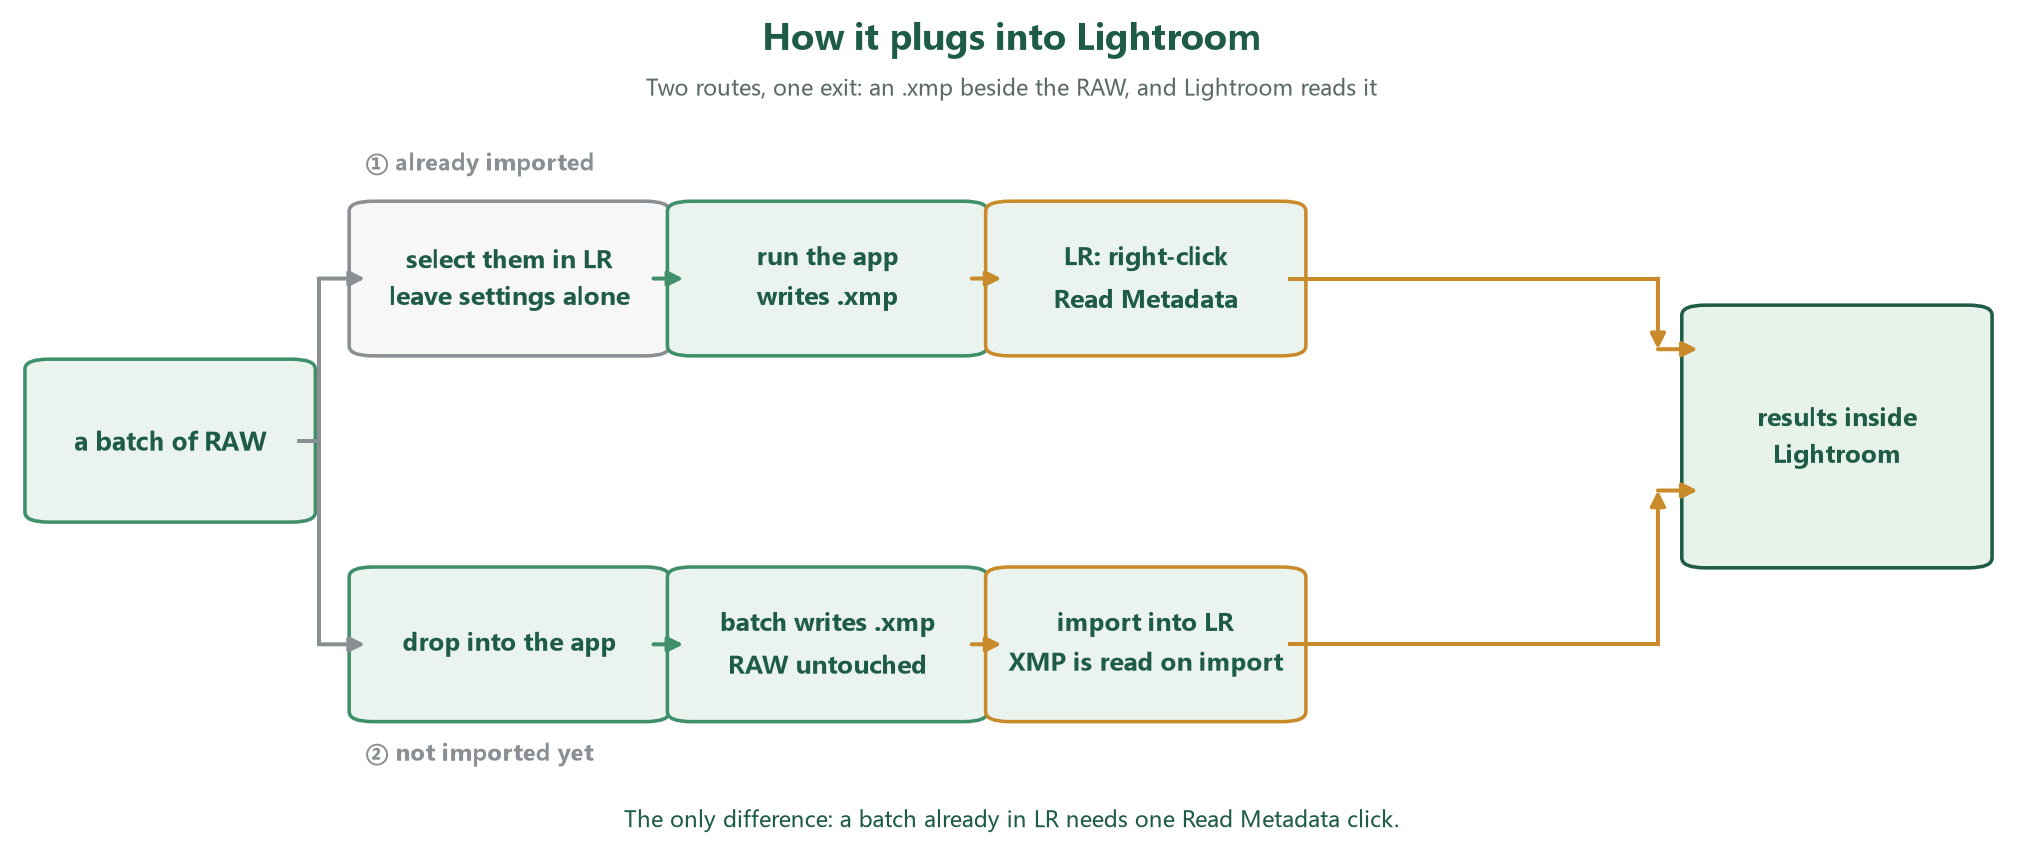 How it plugs into Lightroom
Two routes, one exit: an .xmp beside the RAW, and Lightroom reads it
① already imported
select them in LR
leave settings alone
run the app
writes .xmp
LR: right-click
Read Metadata
a batch of RAW
results inside
Lightroom
drop into the app
batch writes .xmp
RAW untouched
import into LR
XMP is read on import
② not imported yet
The only difference: a batch already in LR needs one Read Metadata click.